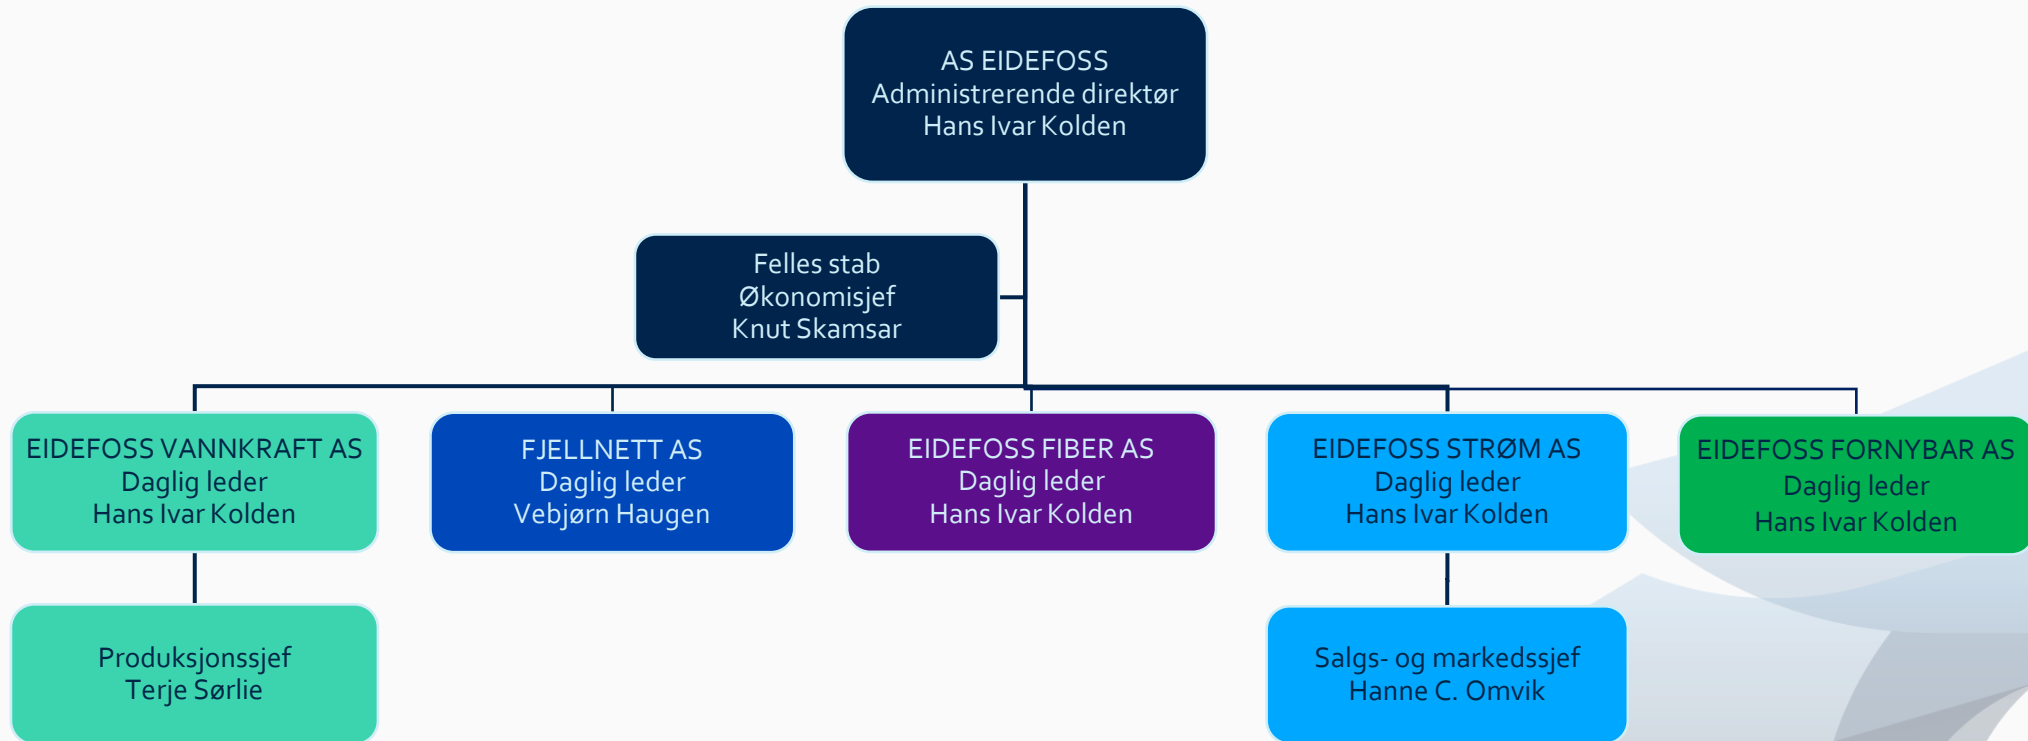 AS EIDEFOSS
Administrerende direktør
Hans Ivar Kolden
Felles stab
Økonomisjef
Knut Skamsar
EIDEFOSS VANNKRAFT AS
Daglig leder
Hans Ivar Kolden
FJELLNETT AS
Daglig leder
Vebjørn Haugen
EIDEFOSS FIBER AS
Daglig leder
Hans Ivar Kolden
EIDEFOSS STRØM AS
Daglig leder
Hans Ivar Kolden
EIDEFOSS FORNYBAR AS
Daglig leder
Hans Ivar Kolden
Produksjonssjef
Terje Sørlie
Salgs- og markedssjef
Hanne C. Omvik